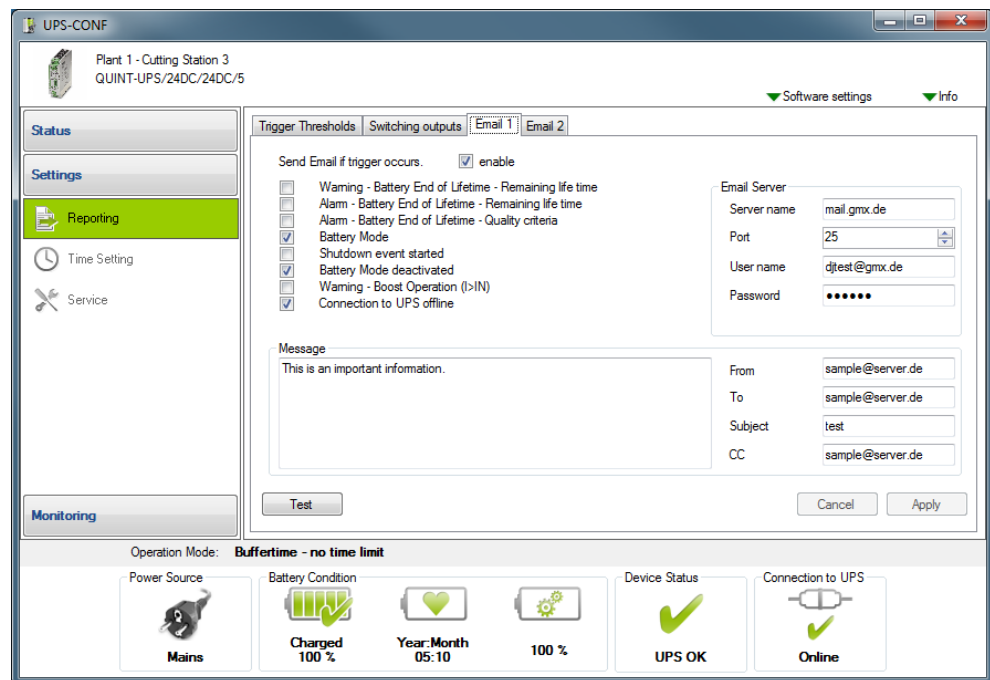 UPS-CONF
Plant 1 - Cutting Station 3
QUINT-UPS/24DC/24DC/5
Software settings
Info
Status
Settings
Reporting
Time Setting
Service
Monitoring
Trigger Thresholds
Switching outputs
Email 1
Email 2
Send Email if trigger occurs.
enable
Warning - Battery End of Lifetime - Remaining life time
Alarm - Battery End of Lifetime - Remaining life time
Alarm - Battery End of Lifetime - Quality criteria
Battery Mode
Shutdown event started
Battery Mode deactivated
Warning - Boost Operation (I>IN)
Connection to UPS offline
Email Server
Server name
mail.gmx.de
Port
25
User name
djtest@gmx.de
Password
●●●●●●
Message
This is an important information.
From
sample@server.de
To
sample@server.de
Subject
test
CC
sample@server.de
Test
Cancel
Apply
Operation Mode: Buffertime - no time limit
Power Source
Mains
Battery Condition
Charged
100 %
Year:Month
05:10
100 %
Device Status
UPS OK
Connection to UPS
Online